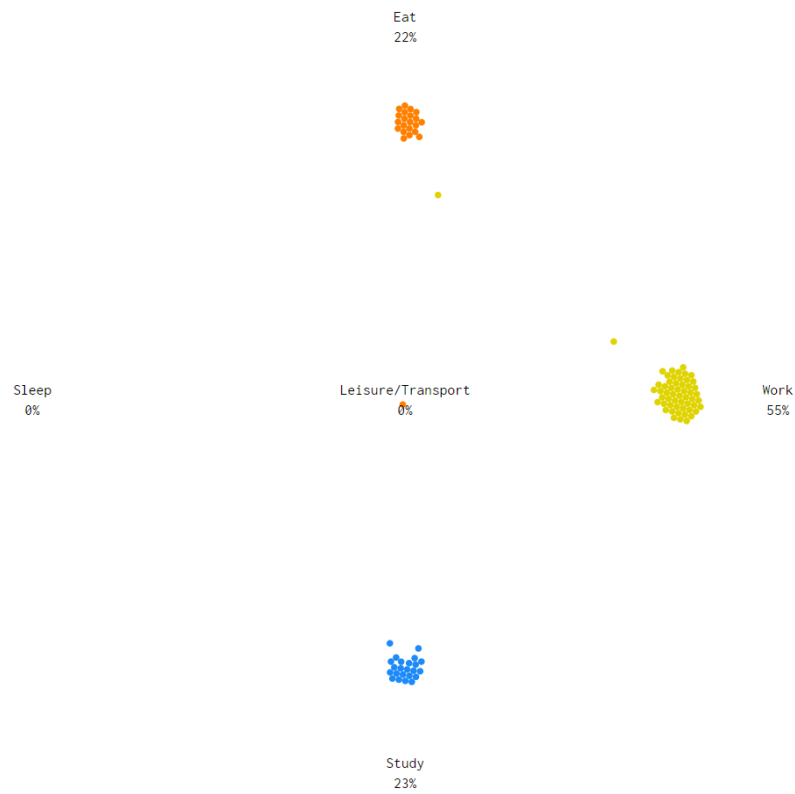 Eat
22%
Sleep
0%
Leisure/Transport
0%
Work
55%
Study
23%